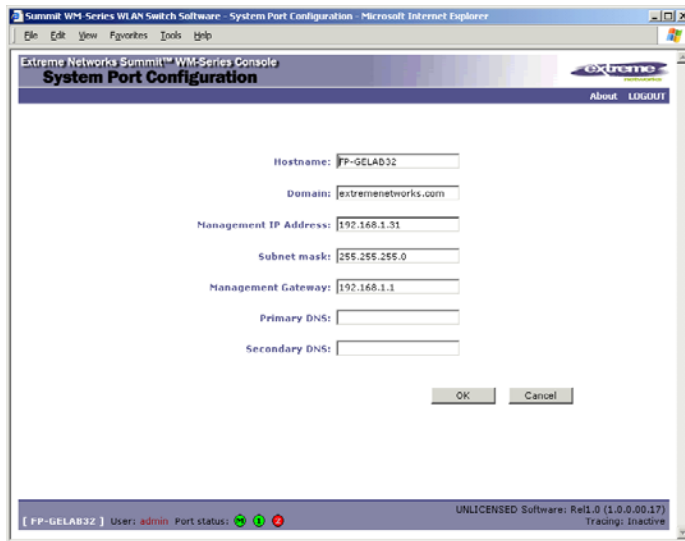 Summit WM-Series WLAN Switch Software - System Port Configuration - Microsoft Internet Explorer
File Edit View Favorites Tools Help
Extreme Networks Summit™ WM-Series Console
System Port Configuration
extreme
networks
About LOGOUT
Hostname: FP-GELAB32
Domain: extremenetworks.com
Management IP Address: 192.168.1.31
Subnet mask: 255.255.255.0
Management Gateway: 192.168.1.1
Primary DNS:
Secondary DNS:
OK Cancel
[ FP-GELAB32 ] User: admin Port status: M 1 2
UNLICENSED Software: Rel1.0 (1.0.0.00.17)
Tracing: Inactive